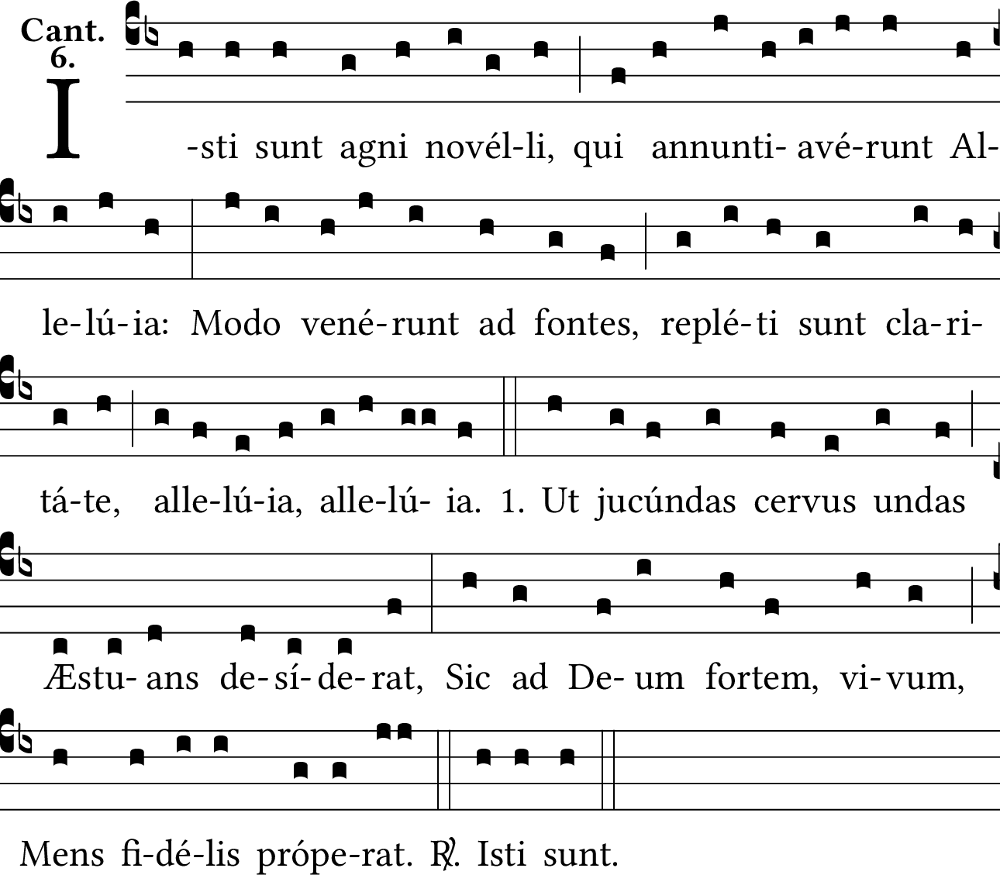 Cant.
6.
I-sti sunt agni novél-li, qui annunti-avé-runt Al-
le-lú-ia: Modo vené-runt ad fontes, replé-ti sunt cla-ri-
tá-te, alle-lú-ia, alle-lú- ia. 1. Ut jucúndas cervus undas
Æstu-ans de-sí-de-rat, Sic ad De-um fortem, vi-vum,
Mens fi-dé-lis própe-rat. ℟. Isti sunt.